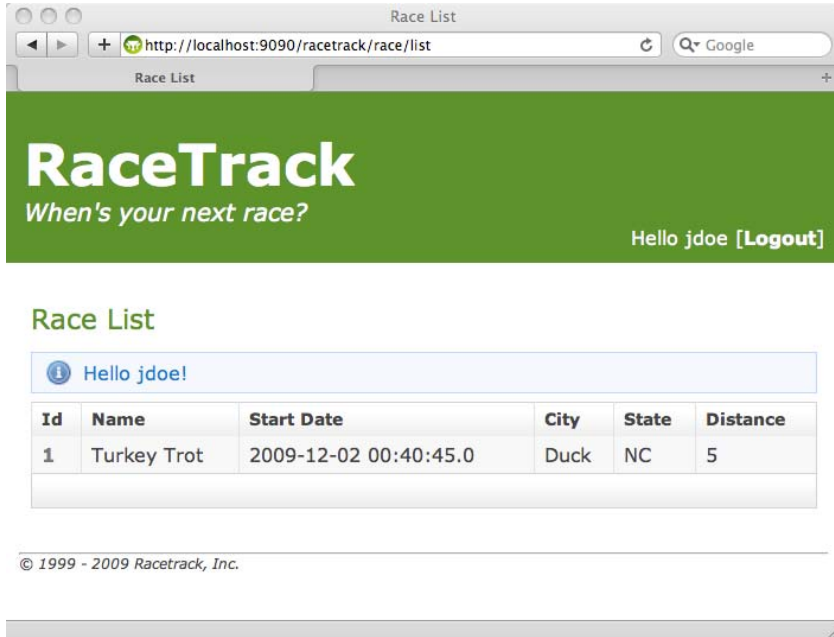 Race List
http://localhost:9090/racetrack/race/list
Google
Race List
RaceTrack
When's your next race?
Hello jdoe [Logout]
Race List
Hello jdoe!
Id Name Start Date City State Distance
1 Turkey Trot 2009-12-02 00:40:45.0 Duck NC 5
© 1999 - 2009 Racetrack, Inc.